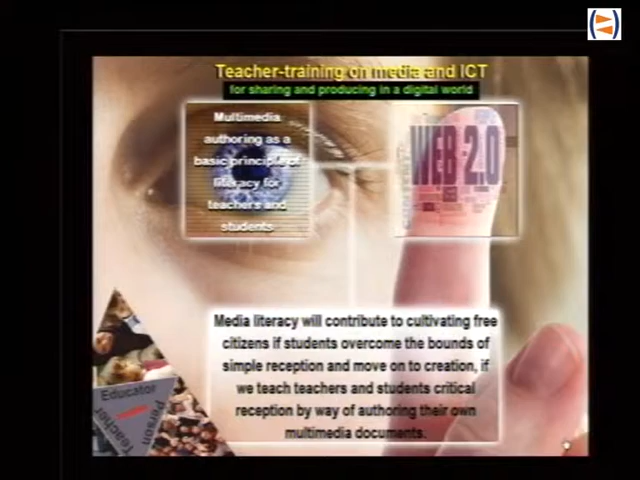 Teacher-training on media and ICT
for sharing and producing in a digital world
Multimedia
authoring as a
basic principle of
literacy for
teachers and
students
WEB 2.0
Media literacy will contribute to cultivating free
citizens if students overcome the bounds of
simple reception and move on to creation, if
we teach teachers and students critical
reception by way of authoring their own
multimedia documents.
Educator
Teacher
Person